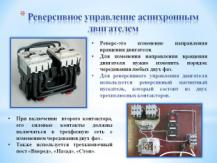 * Реверсивное управление асинхронным
двигателем
• Реверс-это изменение направления
вращения двигателя
• Для изменения направления вращения
двигателя нужно изменить порядок
чередования любых двух фаз.
• Для реверсивного управления двигателя
используется реверсивный магнитный
пускатель, который состоит из двух
трехполюсных контакторов.
• При включении второго контактора,
его силовые контакты должны
включаться в трехфазную сеть с
изменением чередования двух фаз.
• Также используется трехкнопочный
пост «Вперед», «Назад», «Стоп».